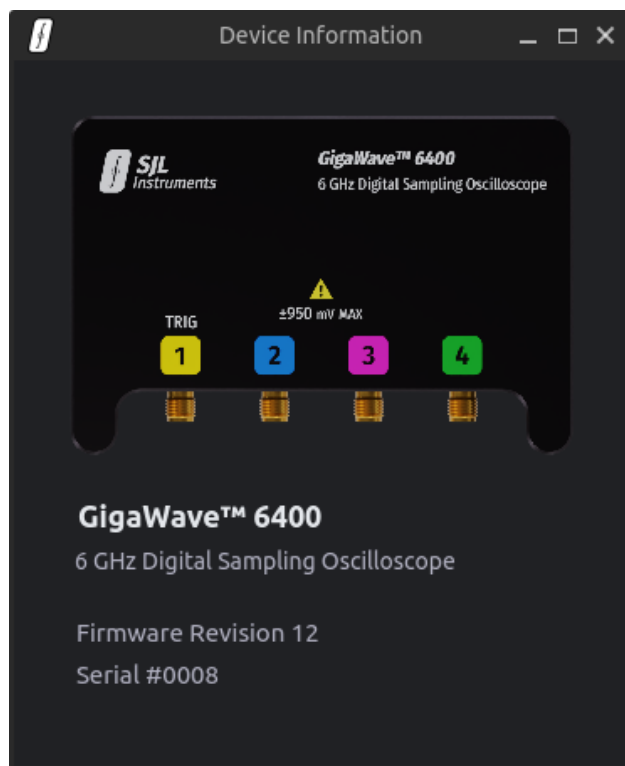 Device Information
SJL
Instruments
GigaWave™ 6400
6 GHz Digital Sampling Oscilloscope
±950 mV MAX
TRIG
1
2
3
4
GigaWave™ 6400
6 GHz Digital Sampling Oscilloscope
Firmware Revision 12
Serial #0008